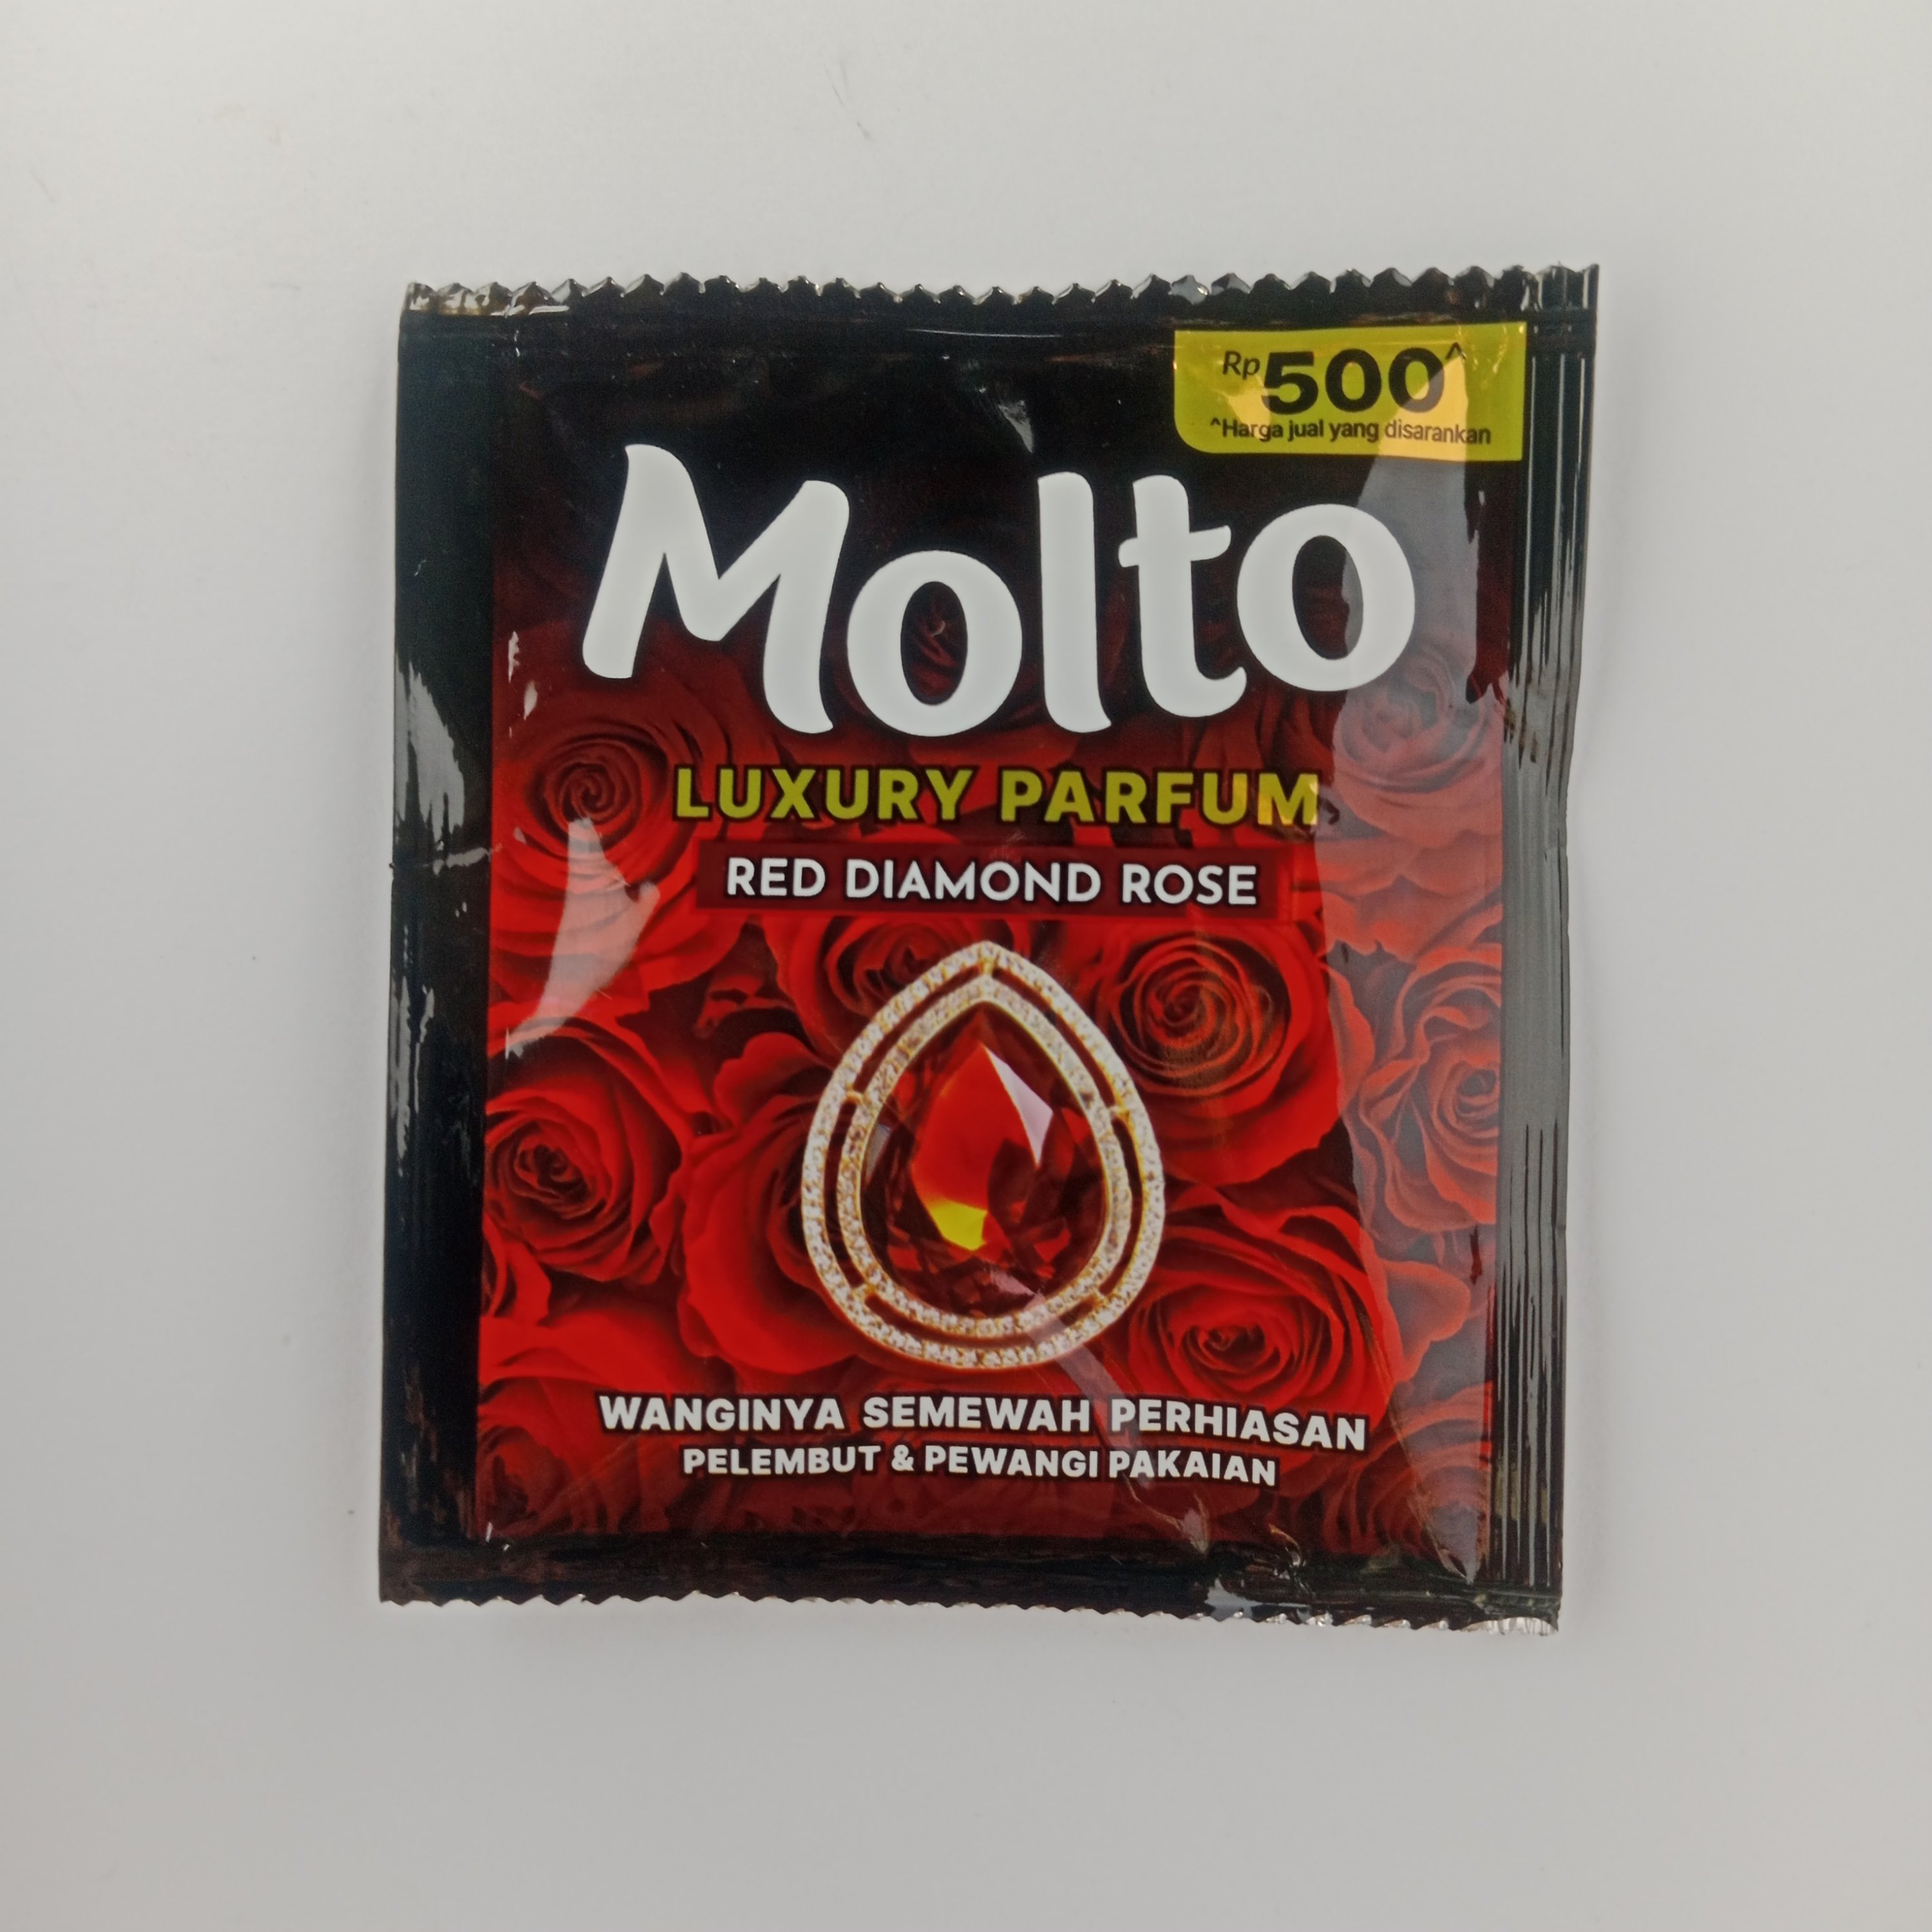 Rp500^
^Harga jual yang disarankan
Molto
LUXURY PARFUM
RED DIAMOND ROSE
WANGINYA SEMEWAH PERHIASAN
PELEMBUT & PEWANGI PAKAIAN